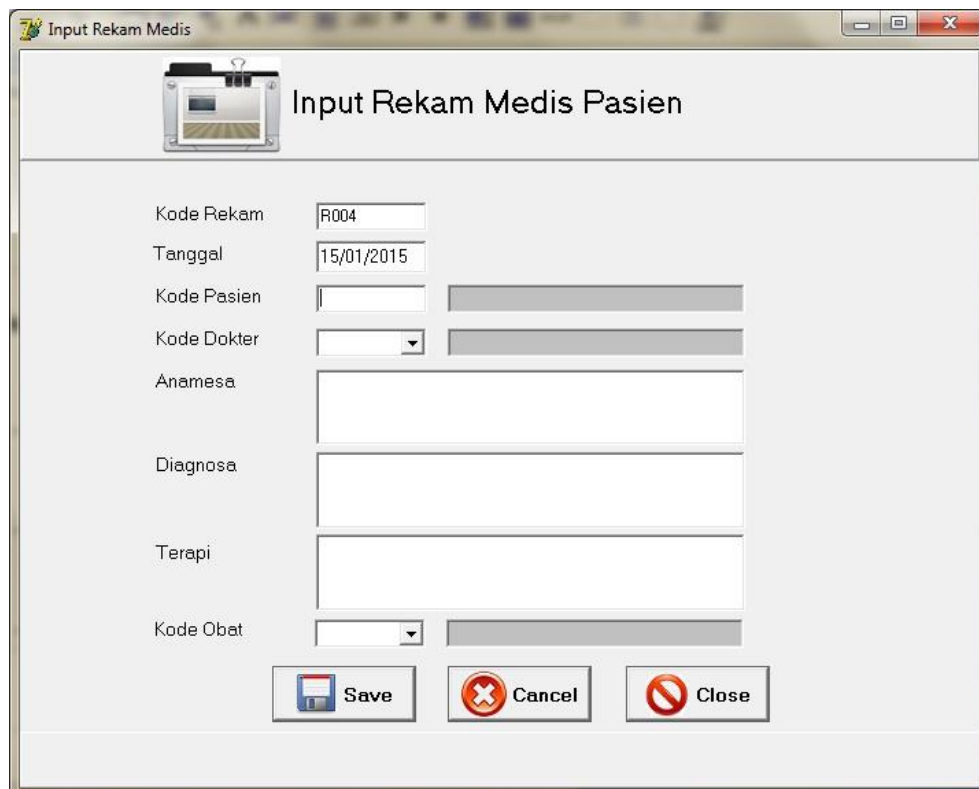 Input Rekam Medis
Input Rekam Medis Pasien
Kode Rekam R004
Tanggal 15/01/2015
Kode Pasien
Kode Dokter
Anamesa
Diagnosa
Terapi
Kode Obat
Save Cancel Close